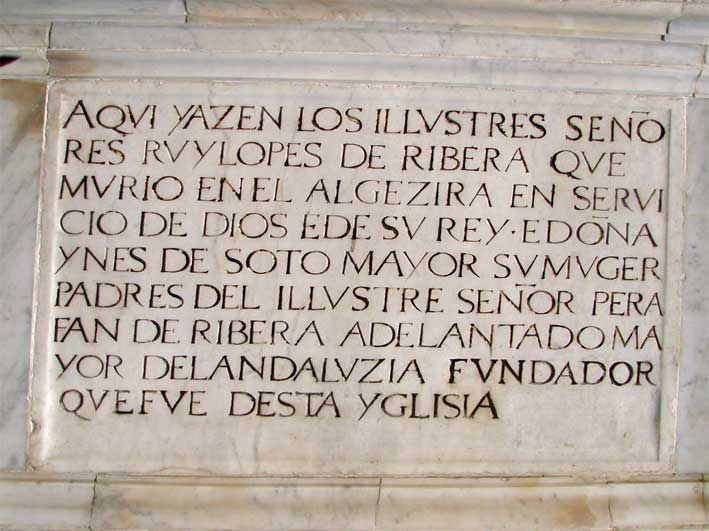 AQVI YAZEN LOS ILLVSTRES SEÑO
RES RVYLOPES DE RIBERA QVE
MVRIO EN EL ALGEZIRA EN SERVI
CIO DE DIOS EDE SV REY·EDOÑA
YNES DE SOTO MAYOR SVMVGER
PADRES DEL ILLVSTRE SEÑOR PERA
FAN DE RIBERA ADELANTADO MA
YOR DELANDALVZIA FVNDADOR
QVEFVE DESTA YGLISIA